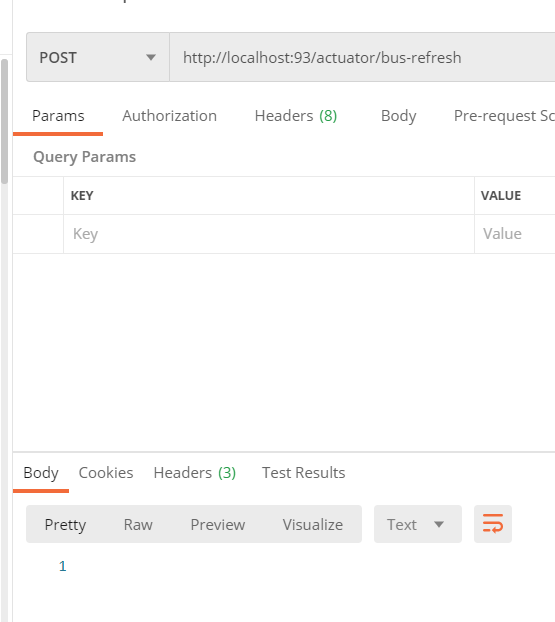 POST http://localhost:93/actuator/bus-refresh
Params Authorization Headers (8) Body Pre-request Sc
Query Params
KEY VALUE
Key Value
Body Cookies Headers (3) Test Results
Pretty Raw Preview Visualize Text
1